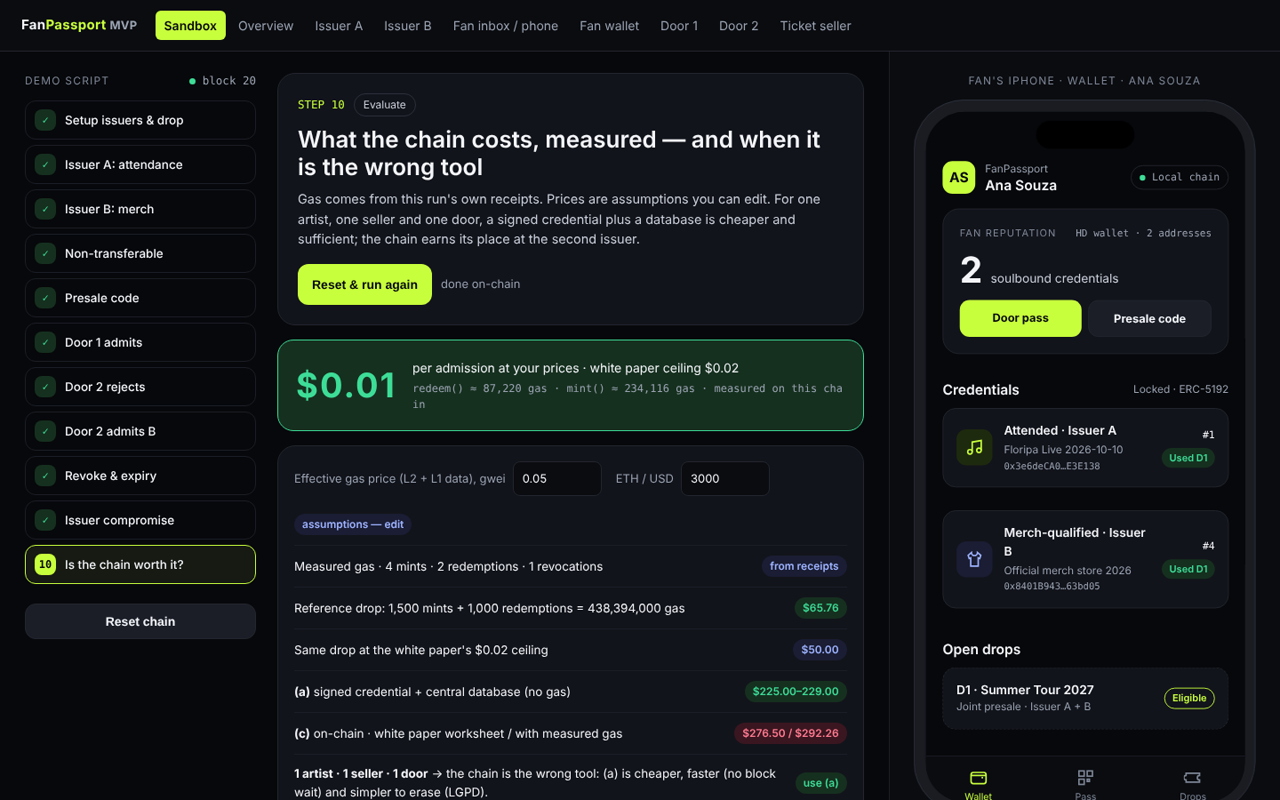 FanPassport MVP
Sandbox
Overview
Issuer A
Issuer B
Fan inbox / phone
Fan wallet
Door 1
Door 2
Ticket seller
DEMO SCRIPT
block 20
✓ Setup issuers & drop
✓ Issuer A: attendance
✓ Issuer B: merch
✓ Non-transferable
✓ Presale code
✓ Door 1 admits
✓ Door 2 rejects
✓ Door 2 admits B
✓ Revoke & expiry
✓ Issuer compromise
10 Is the chain worth it?
Reset chain
STEP 10
Evaluate
What the chain costs, measured — and when it
is the wrong tool
Gas comes from this run's own receipts. Prices are assumptions you can edit. For one
artist, one seller and one door, a signed credential plus a database is cheaper and
sufficient; the chain earns its place at the second issuer.
Reset & run again
done on-chain
$0.01
per admission at your prices · white paper ceiling $0.02
redeem() ≈ 87,220 gas · mint() ≈ 234,116 gas · measured on this cha
in
Effective gas price (L2 + L1 data), gwei
0.05
ETH / USD
3000
assumptions — edit
Measured gas · 4 mints · 2 redemptions · 1 revocations
from receipts
Reference drop: 1,500 mints + 1,000 redemptions = 438,394,000 gas
$65.76
Same drop at the white paper's $0.02 ceiling
$50.00
(a) signed credential + central database (no gas)
$225.00–229.00
(c) on-chain · white paper worksheet / with measured gas
$276.50 / $292.26
1 artist · 1 seller · 1 door → the chain is the wrong tool: (a) is cheaper, faster (no block
wait) and simpler to erase (LGPD).
use (a)
FAN'S IPHONE · WALLET · ANA SOUZA
AS
FanPassport
Ana Souza
Local chain
FAN REPUTATION
HD wallet · 2 addresses
2 soulbound credentials
Door pass
Presale code
Credentials
Locked · ERC-5192
Attended · Issuer A
#1
Floripa Live 2026-10-10
Used D1
0x3e6deCA0…E3E138
Merch-qualified · Issuer
B
#4
Official merch store 2026
Used D1
0x8401B943…63bd05
Open drops
D1 · Summer Tour 2027
Joint presale · Issuer A + B
Eligible
Wallet
Pass
Drops